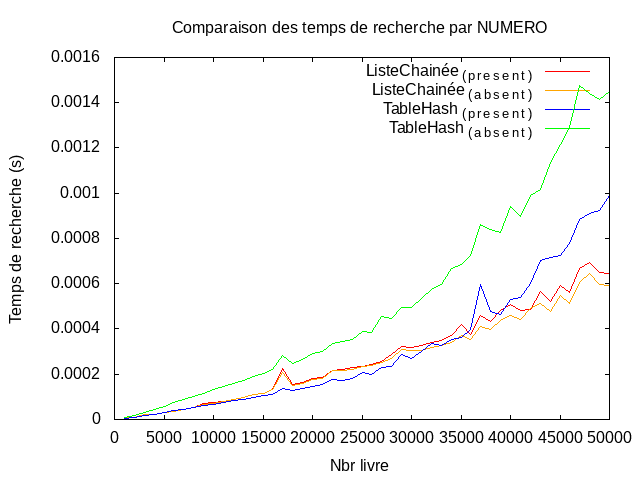 Comparaison des temps de recherche par NUMERO
0.0016
0.0014
0.0012
0.001
0.0008
0.0006
0.0004
0.0002
0
Temps de recherche (s)
ListeChainée (present)
ListeChainée (absent)
TableHash (present)
TableHash (absent)
0 5000 10000 15000 20000 25000 30000 35000 40000 45000 50000
Nbr livre